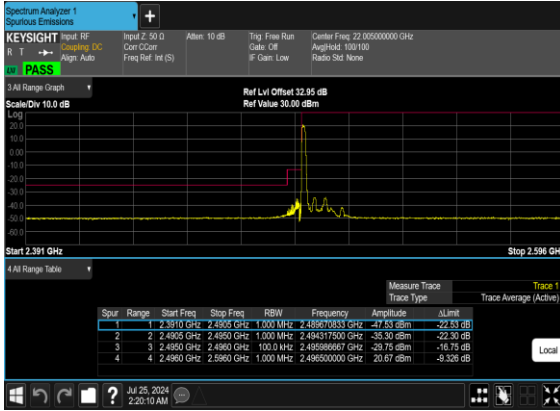 Spectrum Analyzer 1
Spurious Emissions
+
KEYSIGHT Input: RF Input Z: 50 Ω Atten: 10 dB Trig: Free Run Center Freq: 22.005000000 GHz
R T Coupling: DC Corr CCorr Gate: Off Avg|Hold: 100/100
Align: Auto Freq Ref: Int (S) IF Gain: Low Radio Std: None
PASS
3 All Range Graph Ref Lvl Offset 32.95 dB
Scale/Div 10.0 dB Ref Value 30.00 dBm
Log
20.0
10.0
0.00
-10.0
-20.0
-30.0
-40.0
-50.0
-60.0
Start 2.391 GHz Stop 2.596 GH
4 All Range Table
Measure Trace Trace 1
Trace Type Trace Average (Active)
Spur Range Start Freq Stop Freq RBW Frequency Amplitude ΔLimit
1 1 2.3910 GHz 2.4905 GHz 1.000 MHz 2.489670833 GHz -47.53 dBm -22.53 dB
2 2 2.4905 GHz 2.4950 GHz 1.000 MHz 2.494317500 GHz -35.30 dBm -22.30 dB
3 3 2.4950 GHz 2.4960 GHz 100.0 kHz 2.495986667 GHz -29.75 dBm -16.75 dB
4 4 2.4960 GHz 2.5960 GHz 1.000 MHz 2.496500000 GHz 20.67 dBm -9.326 dB
Local
? Jul 25, 2024
2:20:10 AM